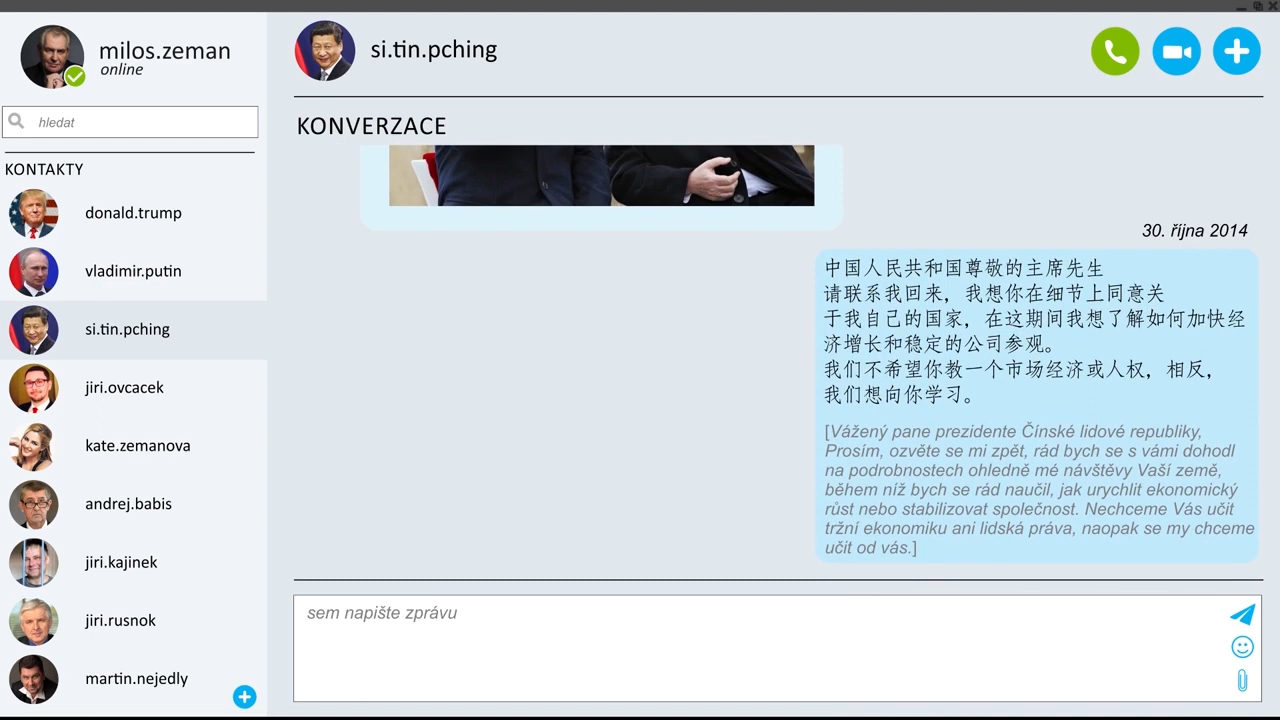 milos.zeman
online
hledat
KONTAKTY
donald.trump
vladimir.putin
si.tin.pching
jiri.ovcacek
kate.zemanova
andrej.babis
jiri.kajinek
jiri.rusnok
martin.nejedly
si.tin.pching
KONVERZACE
30. října 2014
中国人民共和国尊敬的主席先生
请联系我回来，我想你在细节上同意关
于我自己的国家，在这期间我想了解如何加快经
济增长和稳定的公司参观。
我们不希望你教一个市场经济或人权，相反，
我们想向你学习。
[Vážený pane prezidente Čínské lidové republiky,
Prosím, ozvěte se mi zpět, rád bych se s vámi dohodl
na podrobnostech ohledně mé návštěvy Vaší země,
během níž bych se rád naučil, jak urychlit ekonomický
růst nebo stabilizovat společnost. Nechceme Vás učit
tržní ekonomiku ani lidská práva, naopak se my chceme
učit od vás.]
sem napište zprávu